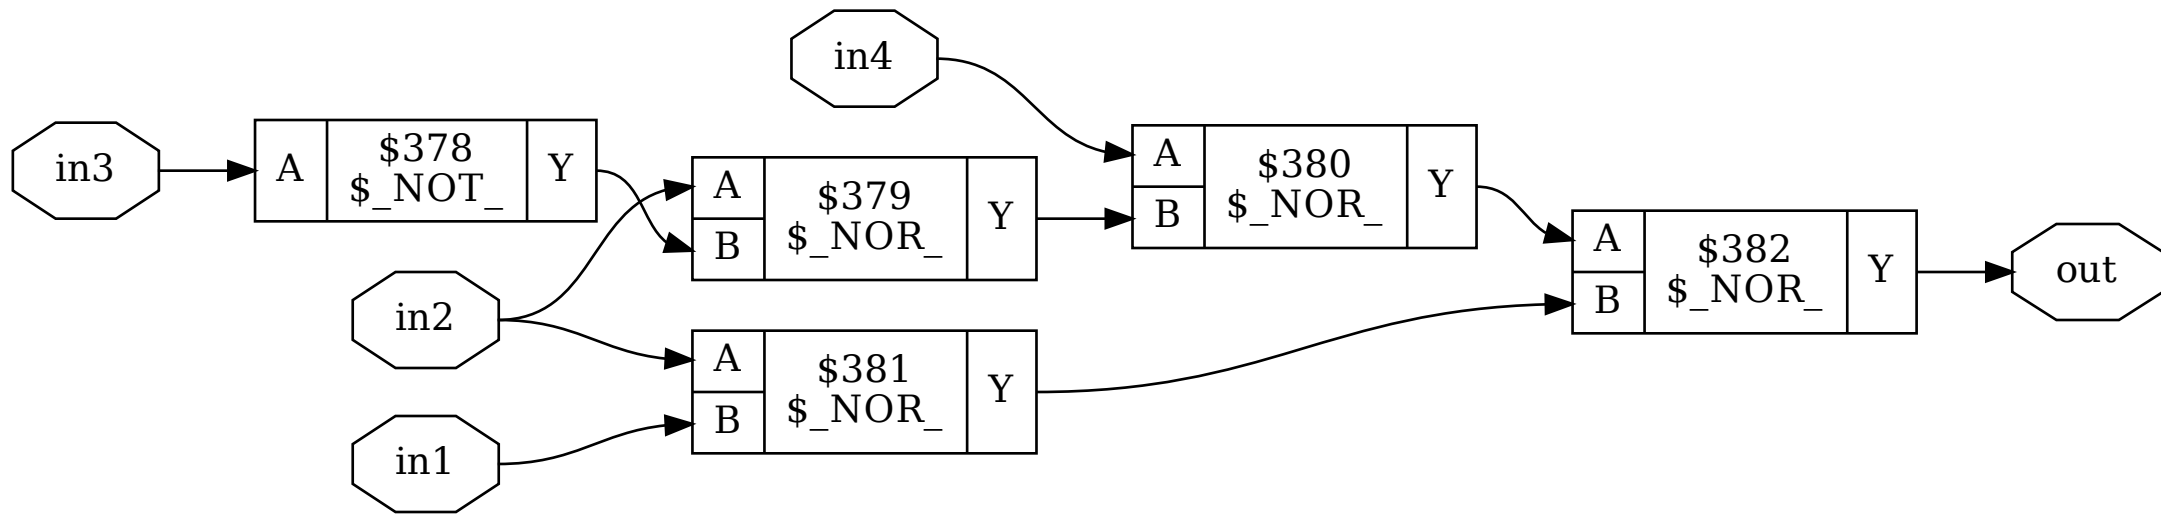 in4
in3
A
$378
$_NOT_
Y
A
B
$379
$_NOR_
Y
A
B
$380
$_NOR_
Y
in2
A
B
$381
$_NOR_
Y
in1
A
B
$382
$_NOR_
Y
out